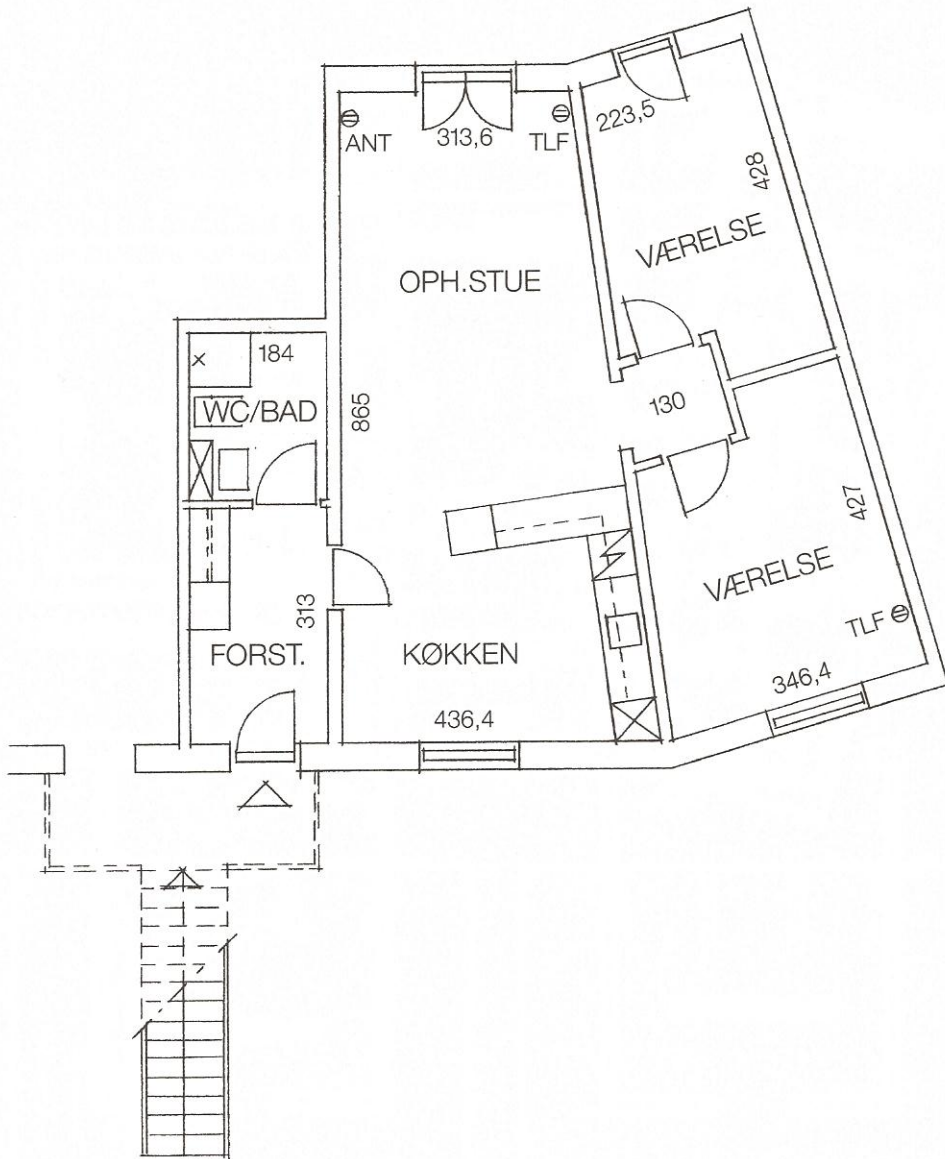 223,5
ANT
313,6
TLF
428
VÆRELSE
OPH.STUE
184
WC/BAD
865
130
427
VÆRELSE
313
TLF
FORST.
KØKKEN
346,4
436,4